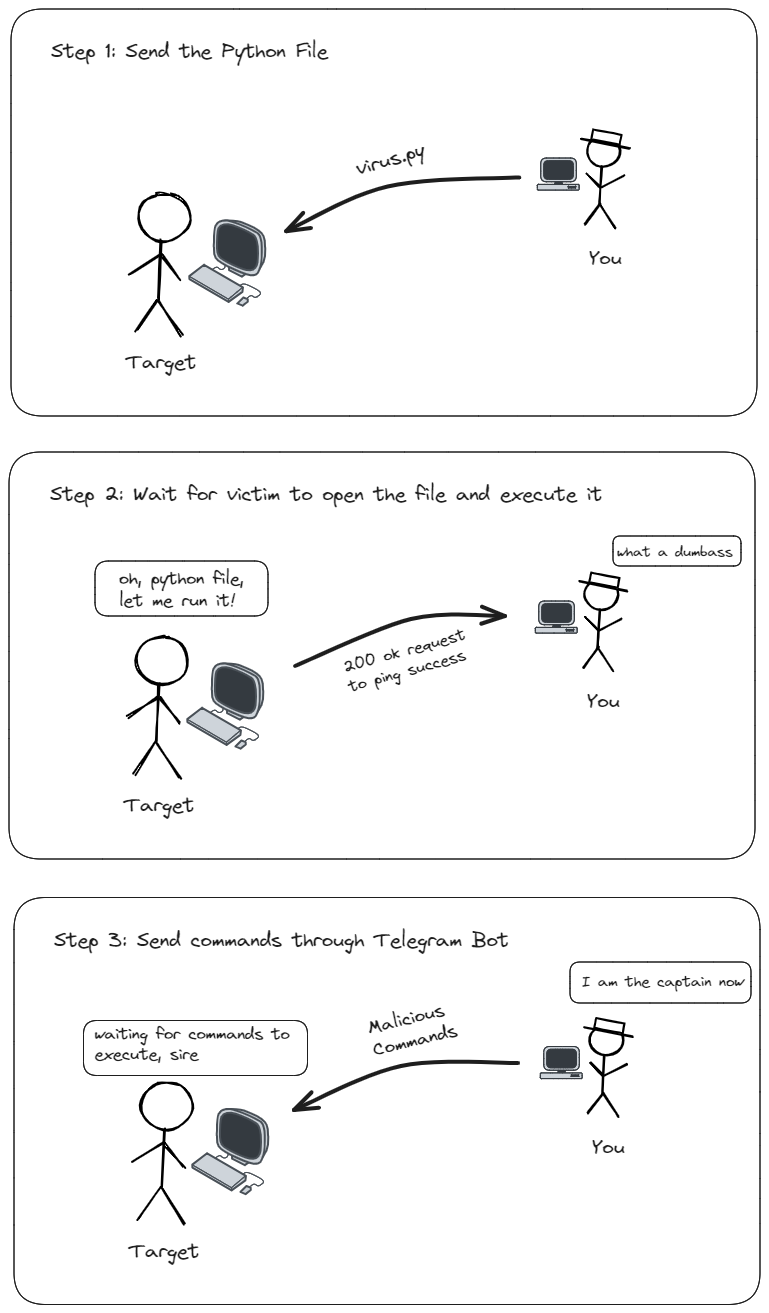 Step 1: Send the Python File
virus.py
You
Target
Step 2: Wait for victim to open the file and execute it
what a dumbass
oh, python file,
let me run it!
200 ok request
to ping success
You
Target
Step 3: Send commands through Telegram Bot
I am the captain now
Malicious
Commands
waiting for commands to
execute, sire
You
Target